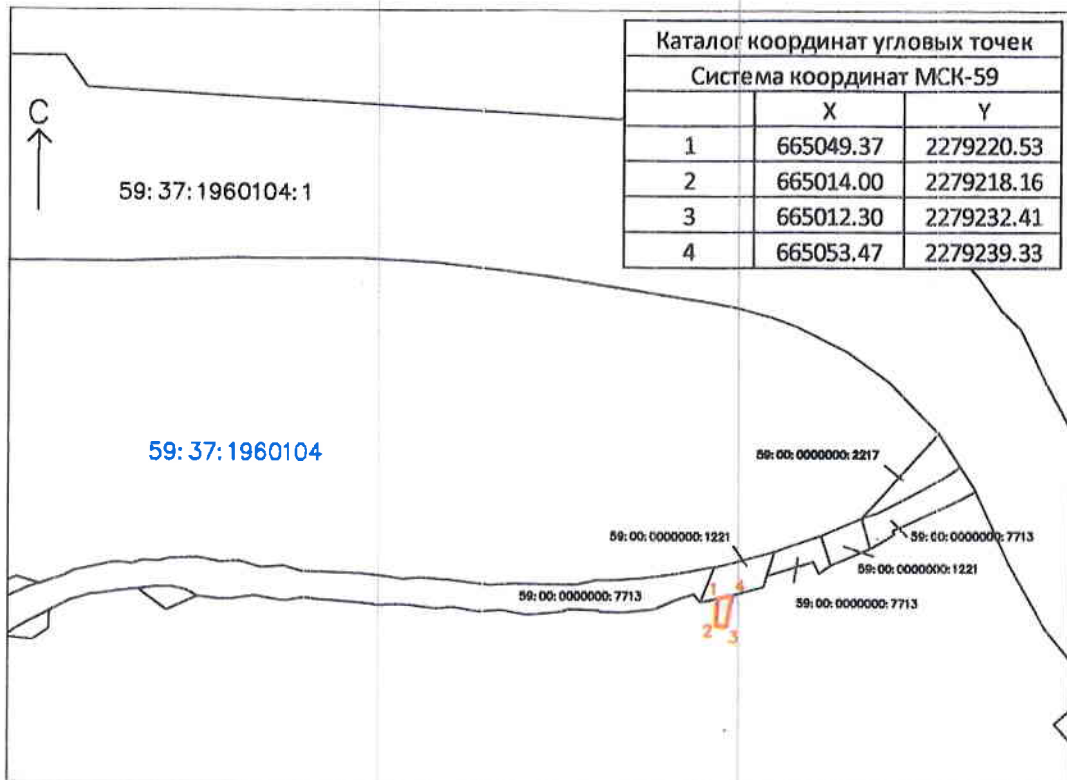 Каталог координат угловых точек
Система координат МСК-59
X Y
1 665049.37 2279220.53
2 665014.00 2279218.16
3 665012.30 2279232.41
4 665053.47 2279239.33
С
59:37:1960104:1
59:37:1960104
59:00:0000000:2217
59:00:0000000:1221
59:00:0000000:7713
59:00:0000000:1221
59:00:0000000:7713
59:00:0000000:7713
1 4
2 3